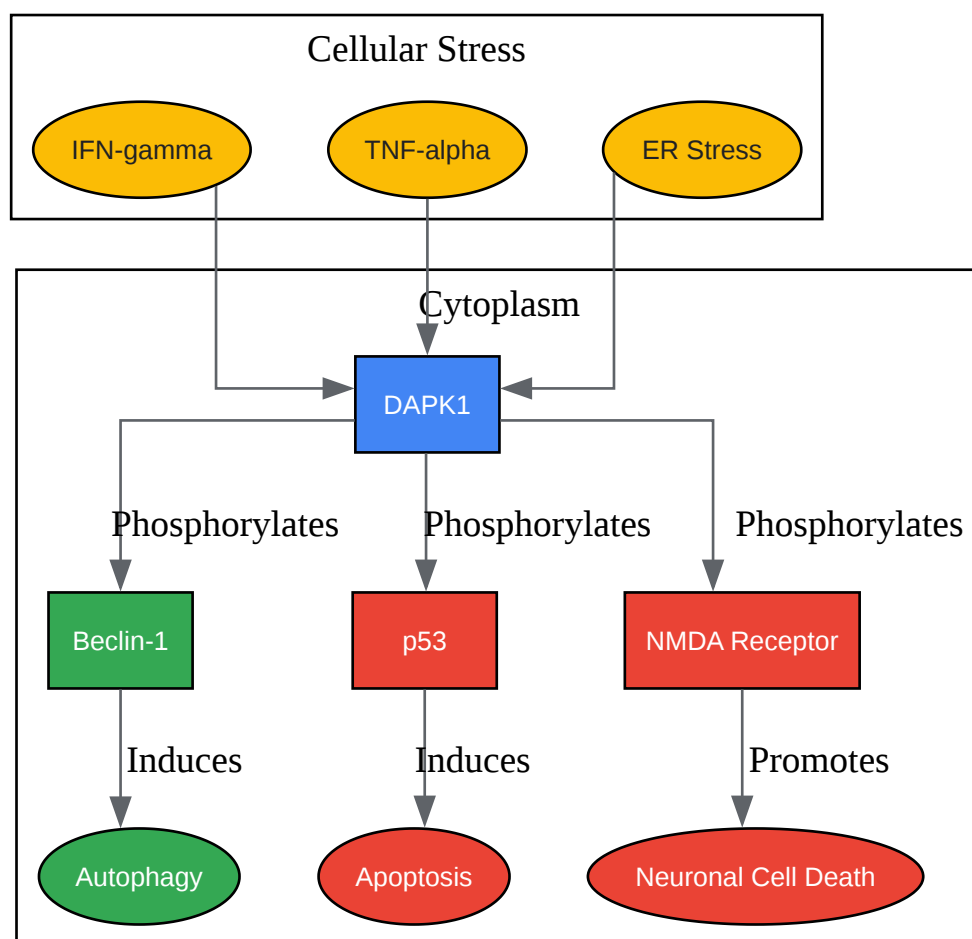 Cellular Stress
IFN-gamma
TNF-alpha
ER Stress
Cytoplasm
DAPK1
Phosphorylates
Phosphorylates
Phosphorylates
Beclin-1
p53
NMDA Receptor
Induces
Induces
Promotes
Autophagy
Apoptosis
Neuronal Cell Death